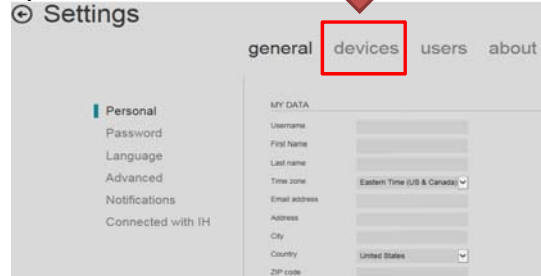 Settings
general devices users about
Personal
Password
Language
Advanced
Notifications
Connected with IH
MY DATA
Username
First Name
Last name
Time zone Eastern Time (US & Canada)
Email address
Address
City
Country United States
ZIP code